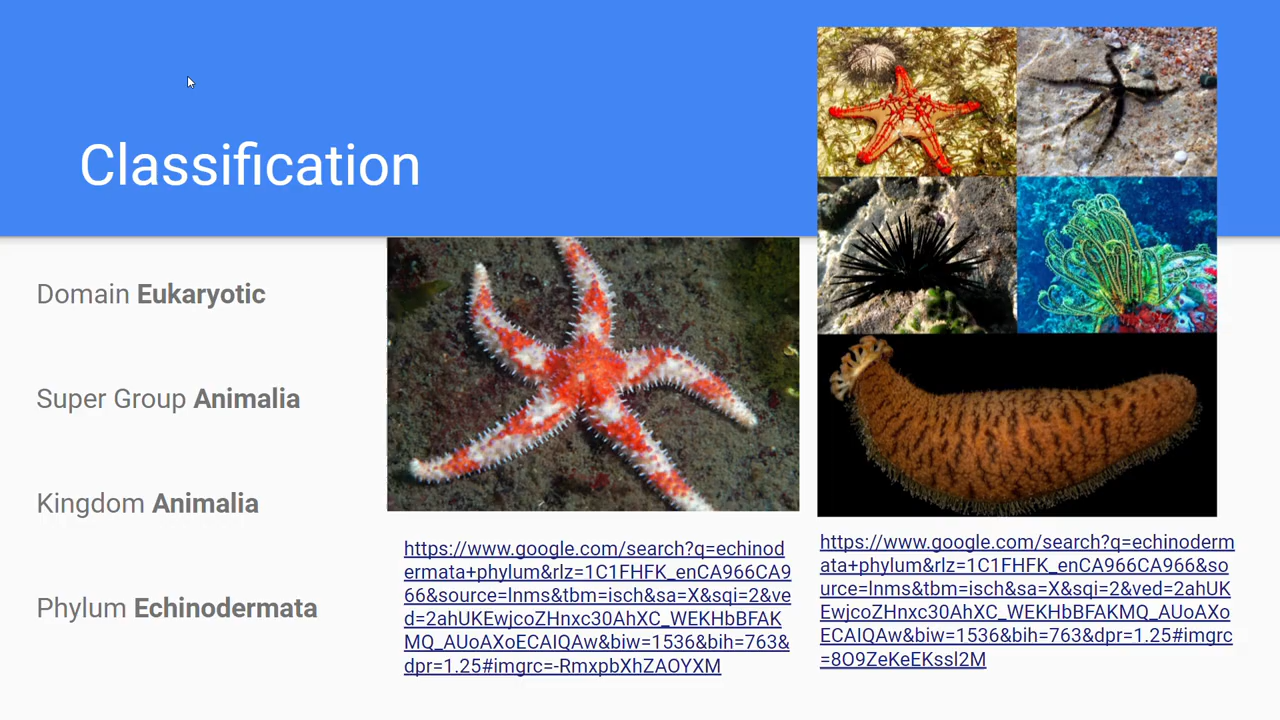 Classification
Domain Eukaryotic
Super Group Animalia
Kingdom Animalia
Phylum Echinodermata
https://www.google.com/search?q=echinod
ermata+phylum&rlz=1C1FHFK_enCA966CA9
66&source=lnms&tbm=isch&sa=X&sqi=2&ve
d=2ahUKEwjcoZHnxc30AhXC_WEKHbBFAK
MQ_AUoAXoECAIQAw&biw=1536&bih=763&
dpr=1.25#imgrc=-RmxpbXhZAOYXM
https://www.google.com/search?q=echinoderm
ata+phylum&rlz=1C1FHFK_enCA966CA966&so
urce=lnms&tbm=isch&sa=X&sqi=2&ved=2ahUK
EwjcoZHnxc30AhXC_WEKHbBFAKMQ_AUoAXo
ECAIQAw&biw=1536&bih=763&dpr=1.25#imgrc
=8O9ZeKeEKssl2M